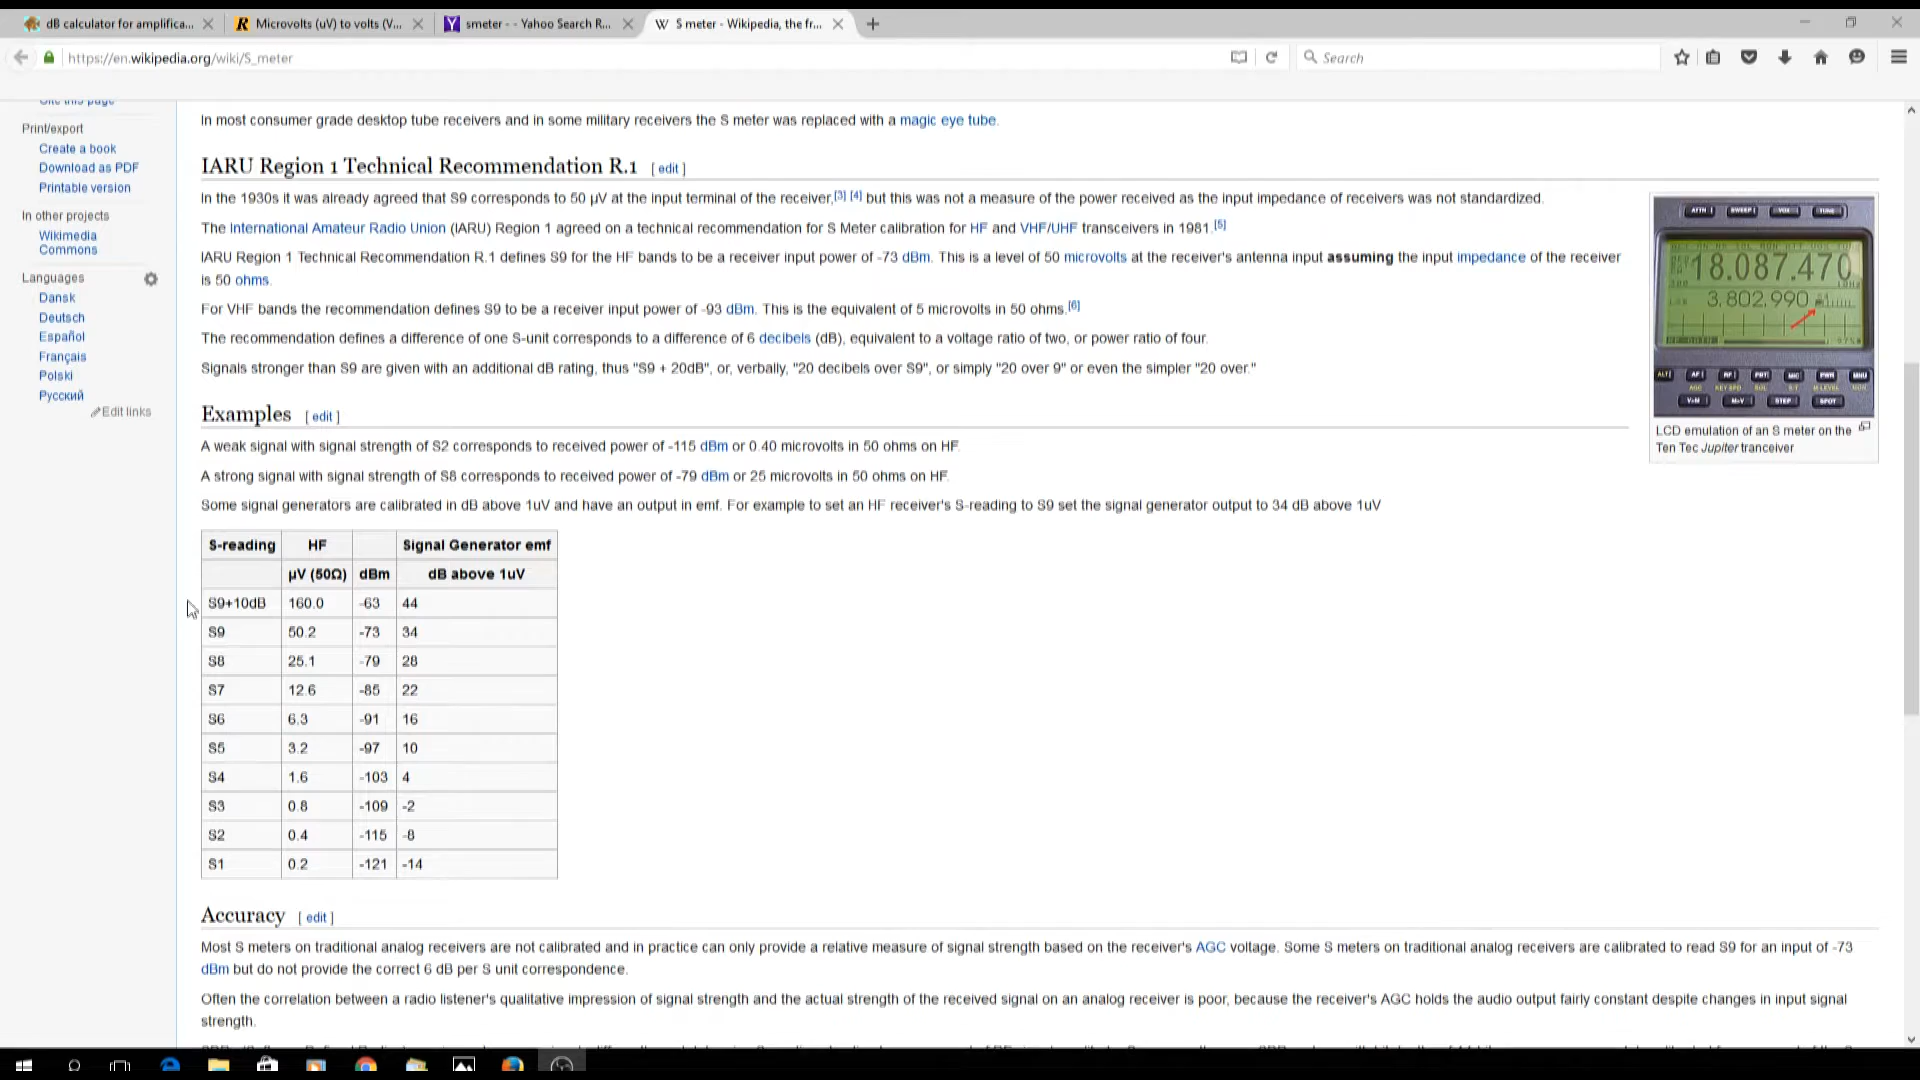 dB calculator for amplifica...
Microvolts (uV) to volts (V...
smeter - - Yahoo Search R...
S meter - Wikipedia, the fr...
https://en.wikipedia.org/wiki/S_meter
Search
Cite this page
Print/export
Create a book
Download as PDF
Printable version
In other projects
Wikimedia
Commons
Languages
Dansk
Deutsch
Español
Français
Polski
Русский
Edit links
In most consumer grade desktop tube receivers and in some military receivers the S meter was replaced with a magic eye tube.
IARU Region 1 Technical Recommendation R.1 [ edit ]
In the 1930s it was already agreed that S9 corresponds to 50 μV at the input terminal of the receiver,[3] [4] but this was not a measure of the power received as the input impedance of receivers was not standardized.
The International Amateur Radio Union (IARU) Region 1 agreed on a technical recommendation for S Meter calibration for HF and VHF/UHF transceivers in 1981.[5]
IARU Region 1 Technical Recommendation R.1 defines S9 for the HF bands to be a receiver input power of -73 dBm. This is a level of 50 microvolts at the receiver's antenna input assuming the input impedance of the receiver
is 50 ohms.
For VHF bands the recommendation defines S9 to be a receiver input power of -93 dBm. This is the equivalent of 5 microvolts in 50 ohms.[6]
The recommendation defines a difference of one S-unit corresponds to a difference of 6 decibels (dB), equivalent to a voltage ratio of two, or power ratio of four.
Signals stronger than S9 are given with an additional dB rating, thus "S9 + 20dB", or, verbally, "20 decibels over S9", or simply "20 over 9" or even the simpler "20 over."
18.087.470
3,802,990
LCD emulation of an S meter on the
Ten Tec Jupiter tranceiver
Examples [ edit ]
A weak signal with signal strength of S2 corresponds to received power of -115 dBm or 0.40 microvolts in 50 ohms on HF.
A strong signal with signal strength of S8 corresponds to received power of -79 dBm or 25 microvolts in 50 ohms on HF.
Some signal generators are calibrated in dB above 1uV and have an output in emf. For example to set an HF receiver's S-reading to S9 set the signal generator output to 34 dB above 1uV
S-reading HF Signal Generator emf
μV (50Ω) dBm dB above 1uV
S9+10dB 160.0 -63 44
S9 50.2 -73 34
S8 25.1 -79 28
S7 12.6 -85 22
S6 6.3 -91 16
S5 3.2 -97 10
S4 1.6 -103 4
S3 0.8 -109 -2
S2 0.4 -115 -8
S1 0.2 -121 -14
Accuracy [ edit ]
Most S meters on traditional analog receivers are not calibrated and in practice can only provide a relative measure of signal strength based on the receiver's AGC voltage. Some S meters on traditional analog receivers are calibrated to read S9 for an input of -73
dBm but do not provide the correct 6 dB per S unit correspondence.
Often the correlation between a radio listener's qualitative impression of signal strength and the actual strength of the received signal on an analog receiver is poor, because the receiver's AGC holds the audio output fairly constant despite changes in input signal
strength.